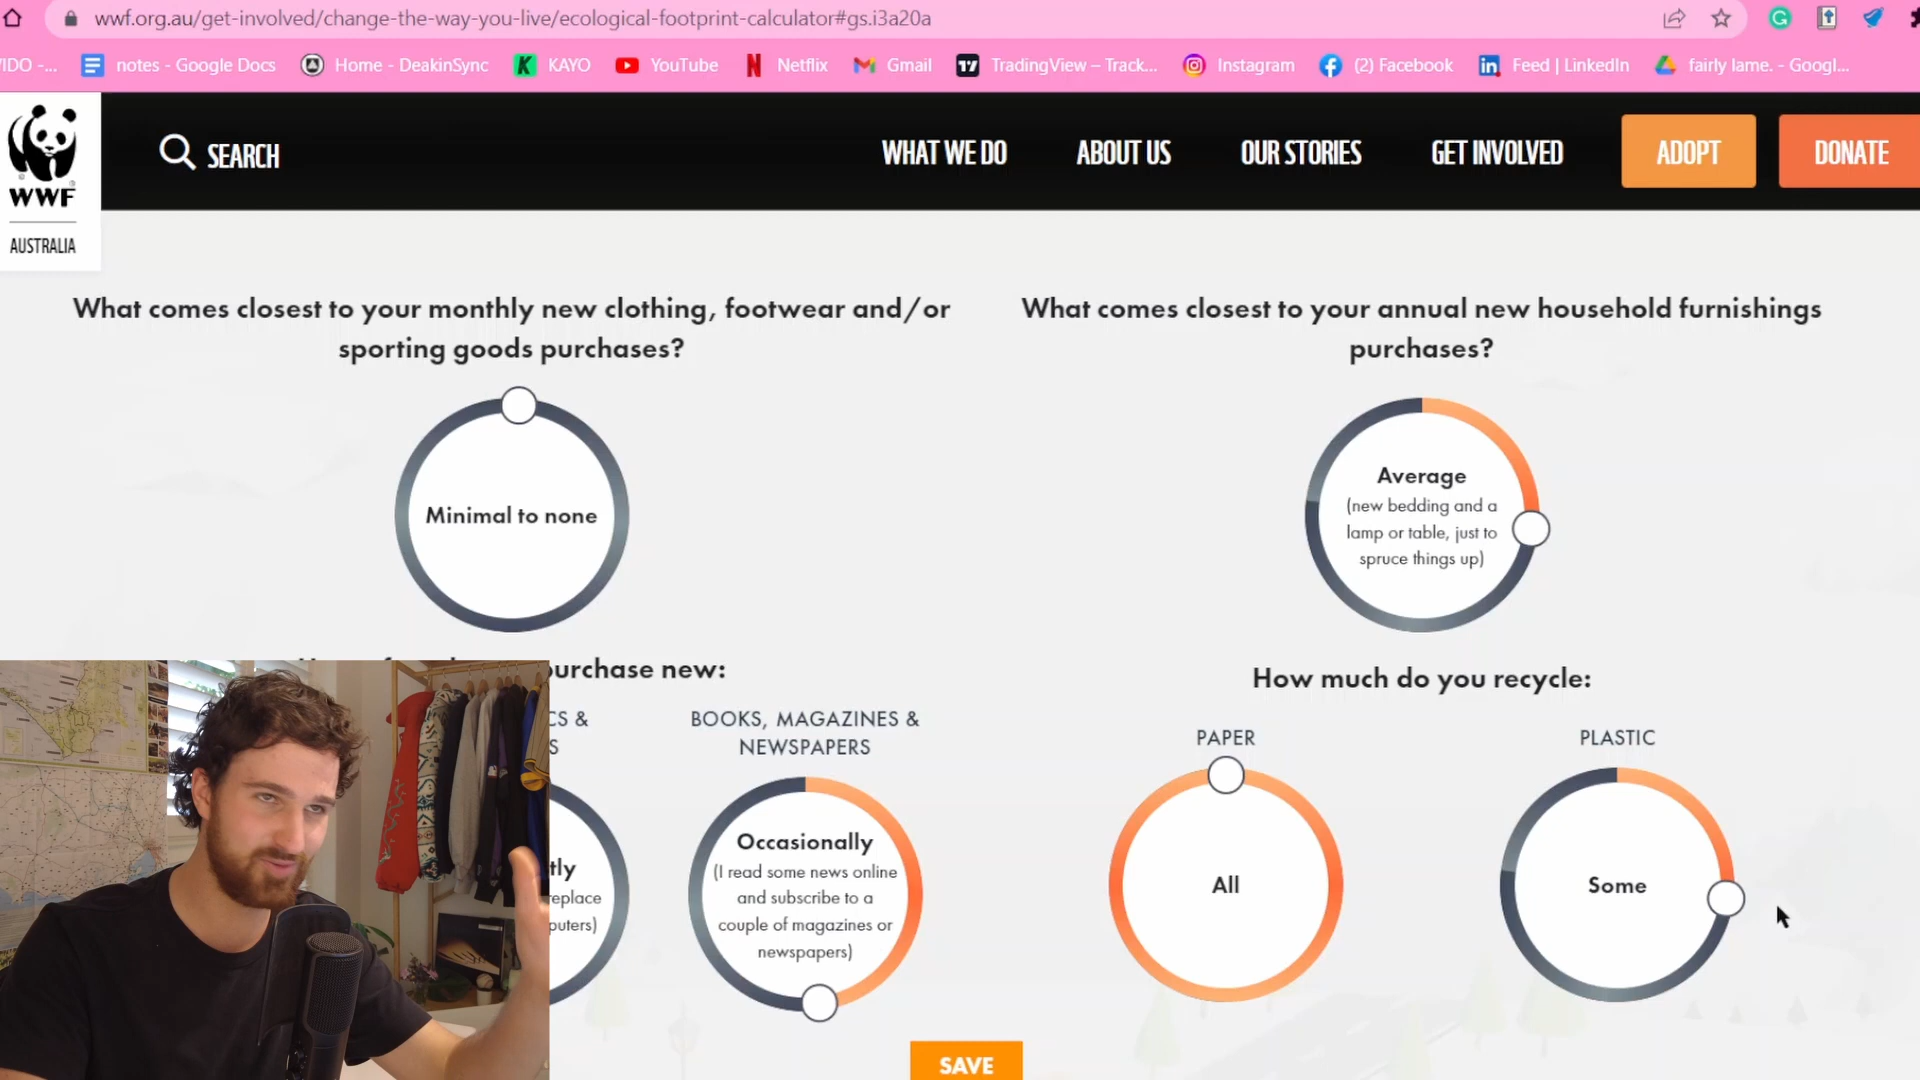 wwf.org.au/get-involved/change-the-way-you-live/ecological-footprint-calculator#gs.i3a20a
IDO -... notes - Google Docs Home - DeakinSync KAYO YouTube Netflix Gmail TradingView – Track... Instagram (2) Facebook Feed | LinkedIn fairly lame. - Googl...
WWF
AUSTRALIA
SEARCH WHAT WE DO ABOUT US OUR STORIES GET INVOLVED ADOPT DONATE
What comes closest to your monthly new clothing, footwear and/or
sporting goods purchases?
Minimal to none
What comes closest to your annual new household furnishings
purchases?
Average
(new bedding and a
lamp or table, just to
spruce things up)
urchase new:
CS &
S
tly
replace
puters)
BOOKS, MAGAZINES &
NEWSPAPERS
Occasionally
(I read some news online
and subscribe to a
couple of magazines or
newspapers)
How much do you recycle:
PAPER
All
PLASTIC
Some
SAVE